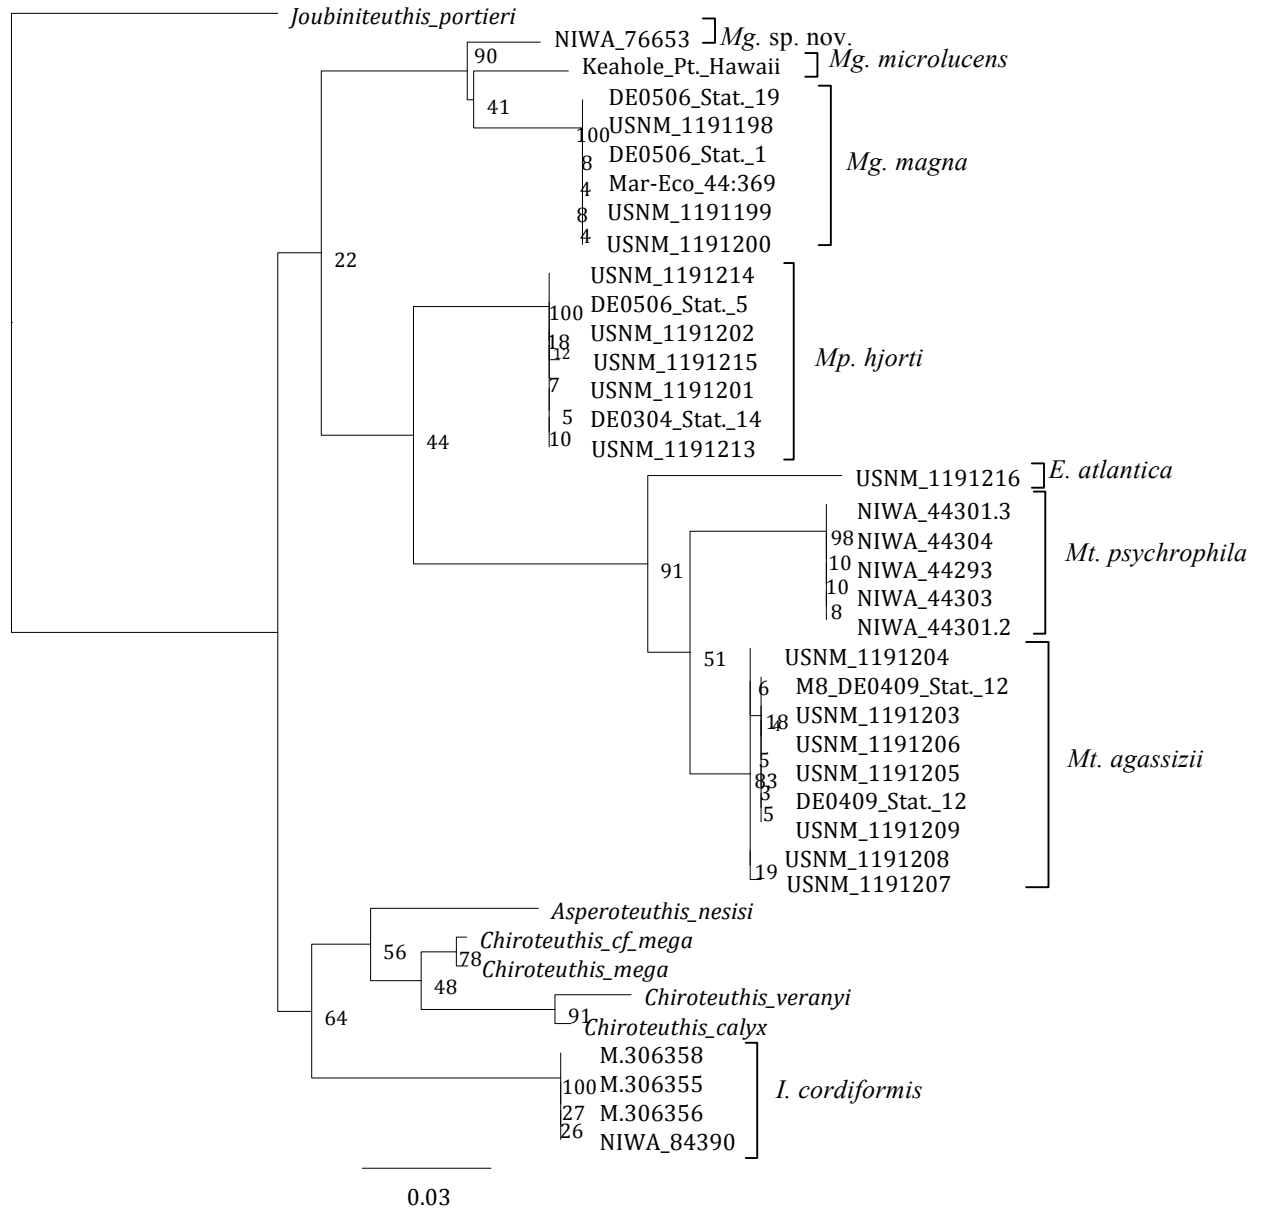 Joubiniteuthis_portieri
NIWA_76653 Mg. sp. nov.
90
Keahole_Pt._Hawaii Mg. microlucens
41
DE0506_Stat._19
100 USNM_1191198
8 DE0506_Stat._1
Mg. magna
4 Mar-Eco_44:369
8 USNM_1191199
4 USNM_1191200
22
USNM_1191214
100 DE0506_Stat._5
18 USNM_1191202
12
USNM_1191215
Mp. hjorti
7 USNM_1191201
5 DE0304_Stat._14
10 USNM_1191213
44
USNM_1191216 E. atlantica
NIWA_44301.3
98 NIWA_44304
Mt. psychrophila
10 NIWA_44293
10 NIWA_44303
8 NIWA_44301.2
91
51
USNM_1191204
6 M8_DE0409_Stat._12
18 USNM_1191203
4
USNM_1191206
5
Mt. agassizii
83 USNM_1191205
3 DE0409_Stat._12
5 USNM_1191209
USNM_1191208
19 USNM_1191207
Asperoteuthis_nesisi
56
Chiroteuthis_cf_mega
78
Chiroteuthis_mega
48
Chiroteuthis_veranyi
91
Chiroteuthis_calyx
64
M.306358
100 M.306355
I. cordiformis
27 M.306356
26 NIWA_84390
0.03